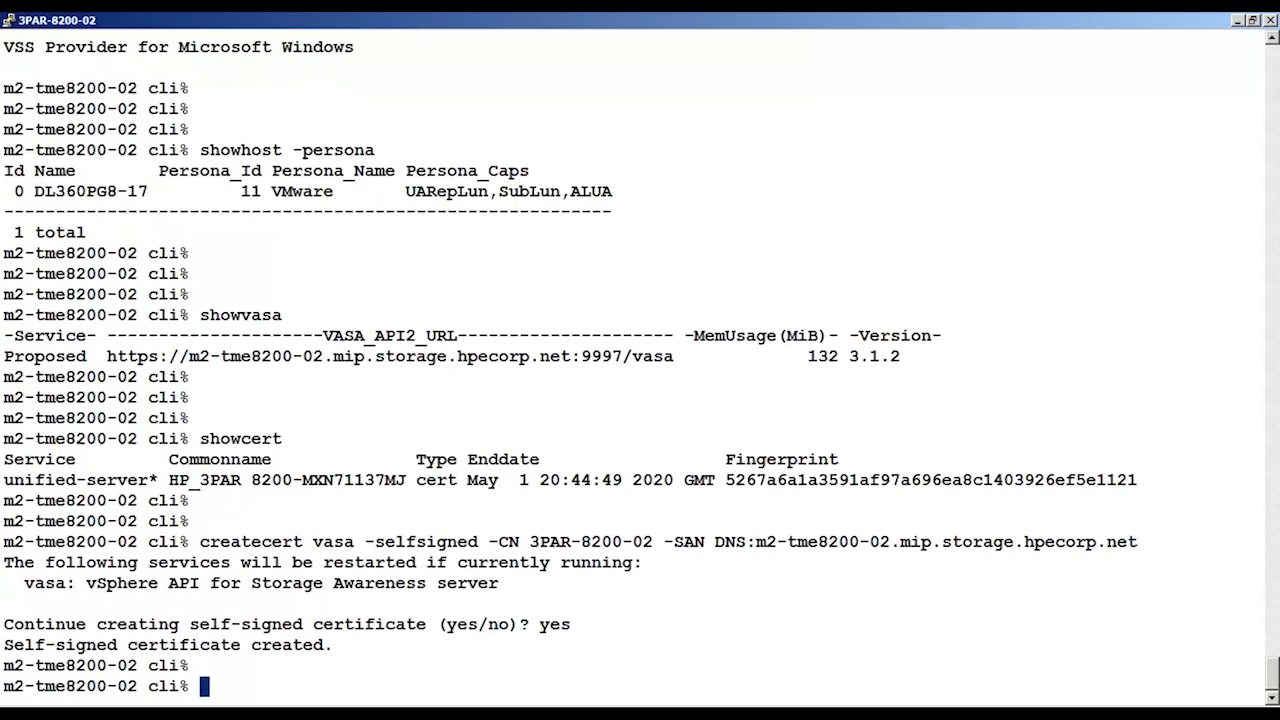 3PAR-8200-02
VSS Provider for Microsoft Windows
m2-tme8200-02 cli%
m2-tme8200-02 cli%
m2-tme8200-02 cli%
m2-tme8200-02 cli% showhost -persona
Id Name Persona_Id Persona_Name Persona_Caps
0 DL360PG8-17 11 VMware UARepLun,SubLun,ALUA
-----------------------------------------------------------
1 total
m2-tme8200-02 cli%
m2-tme8200-02 cli%
m2-tme8200-02 cli%
m2-tme8200-02 cli% showvasa
-Service- ---------------------VASA_API2_URL--------------------- -MemUsage(MiB)- -Version-
Proposed https://m2-tme8200-02.mip.storage.hpecorp.net:9997/vasa 132 3.1.2
m2-tme8200-02 cli%
m2-tme8200-02 cli%
m2-tme8200-02 cli%
m2-tme8200-02 cli% showcert
Service Commonname Type Enddate Fingerprint
unified-server* HP_3PAR 8200-MXN71137MJ cert May 1 20:44:49 2020 GMT 5267a6a1a3591af97a696ea8c1403926ef5e1121
m2-tme8200-02 cli%
m2-tme8200-02 cli%
m2-tme8200-02 cli% createcert vasa -selfsigned -CN 3PAR-8200-02 -SAN DNS:m2-tme8200-02.mip.storage.hpecorp.net
The following services will be restarted if currently running:
vasa: vSphere API for Storage Awareness server
Continue creating self-signed certificate (yes/no)? yes
Self-signed certificate created.
m2-tme8200-02 cli%
m2-tme8200-02 cli%